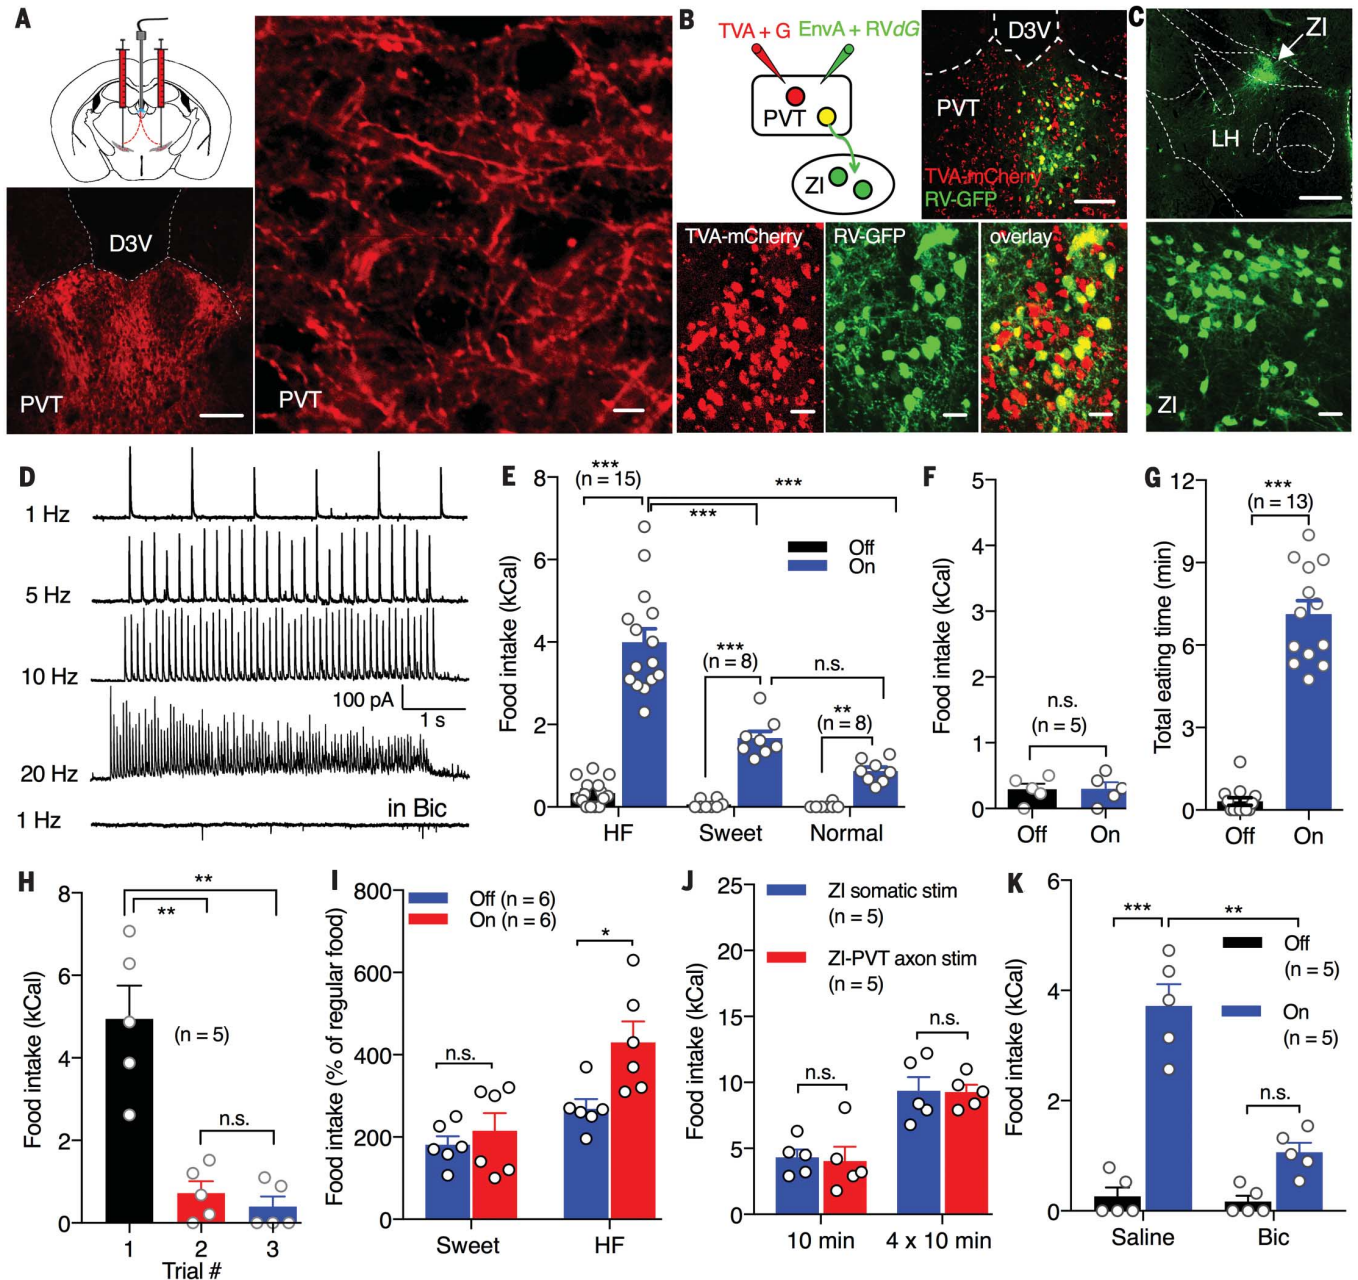 A
D3V
PVT
PVT
B
TVA + G EnvA + RVdG
PVT
ZI
D3V
PVT
TVA-mCherry
RV-GFP
TVA-mCherry
RV-GFP
overlay
C
ZI
LH
ZI
D
1 Hz
5 Hz
10 Hz
100 pA
1 s
20 Hz
in Bic
1 Hz
E
Food intake (kCal)
8
6
4
2
0
***
(n = 15)
***
***
Off
On
***
(n = 8)
n.s.
**
(n = 8)
HF Sweet Normal
F
Food intake (kCal)
5
4
3
2
1
0
n.s.
(n = 5)
Off On
G
Total eating time (min)
12
9
6
3
0
***
(n = 13)
Off On
H
Food intake (kCal)
8
6
4
2
0
**
**
(n = 5)
n.s.
1 2 3
Trial #
I
Food intake (% of regular food)
800
600
400
200
0
Off (n = 6)
On (n = 6)
*
n.s.
Sweet HF
J
Food intake (kCal)
25
20
15
10
5
0
ZI somatic stim
(n = 5)
ZI-PVT axon stim
(n = 5)
n.s.
n.s.
10 min 4 x 10 min
K
Food intake (kCal)
6
4
2
0
***
**
Off
(n = 5)
On
(n = 5)
n.s.
Saline Bic